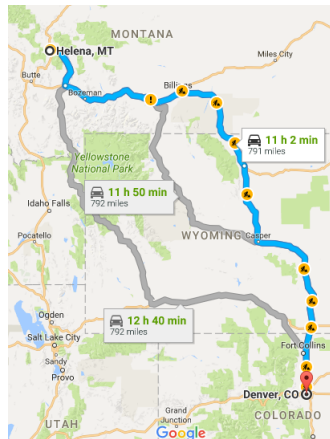 MONTANA
Helena, MT
Miles City
Butte
Bozeman
Billings
11 h 2 min
791 miles
Yellowstone
National Park
11 h 50 min
792 miles
Idaho Falls
Pocatello
WYOMING
Casper
12 h 40 min
792 miles
Ogden
Salt Lake City
Sandy
Provo
Fort Collins
Denver, CO
COLORADO
Grand
Junction
UTAH
Google